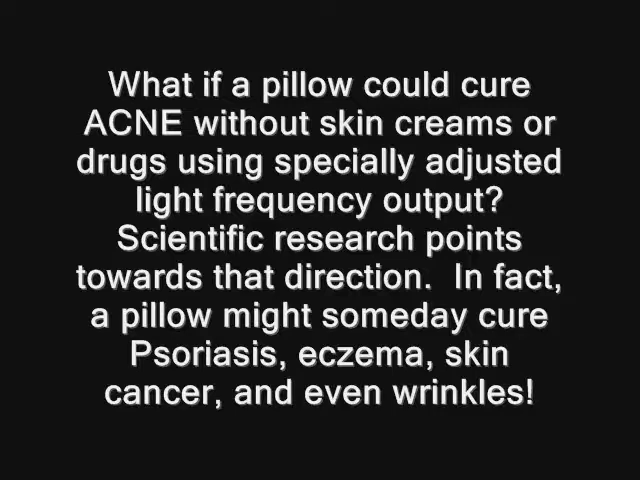 What if a pillow could cure
ACNE without skin creams or
drugs using specially adjusted
light frequency output?
Scientific research points
towards that direction.  In fact,
a pillow might someday cure
Psoriasis, eczema, skin
cancer, and even wrinkles!